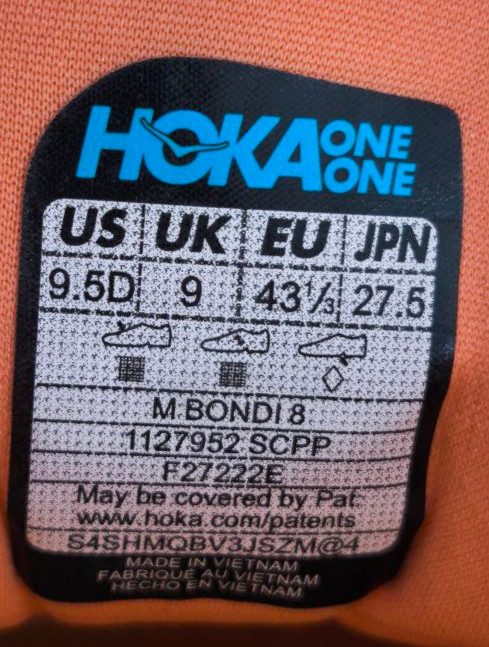 HOKA ONE ONE
US UK EU JPN
9.5D 9 43⅓ 27.5
M BONDI 8
1127952 SCPP
F27222E
May be covered by Pat.
www.hoka.com/patents
S4SHMQBV3JSZM@4
MADE IN VIETNAM
FABRIQUÉ AU VIETNAM
HECHO EN VIETNAM